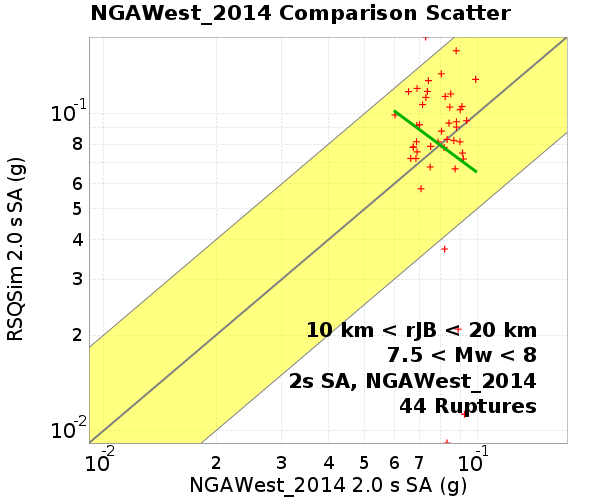 NGAWest_2014 Comparison Scatter
RSQSim 2.0 s SA (g)
10^-1
8
6
5
4
3
2
10^-2
10 km < rJB < 20 km
7.5 < Mw < 8
2s SA, NGAWest_2014
44 Ruptures
10^-2 2 3 4 5 6 7 10^-1
NGAWest_2014 2.0 s SA (g)